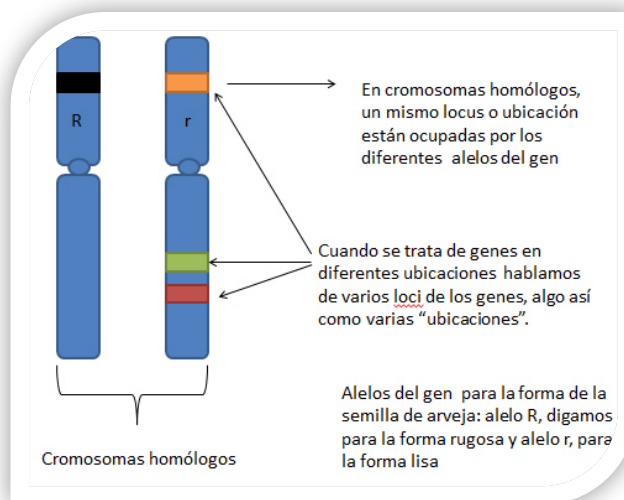 R
r
En cromosomas homólogos,
un mismo locus o ubicación
están ocupadas por los
diferentes alelos del gen
Cuando se trata de genes en
diferentes ubicaciones hablamos
de varios loci de los genes, algo así
como varias “ubicaciones”.
Alelos del gen para la forma de la
semilla de arveja: alelo R, digamos
para la forma rugosa y alelo r, para
la forma lisa
Cromosomas homólogos